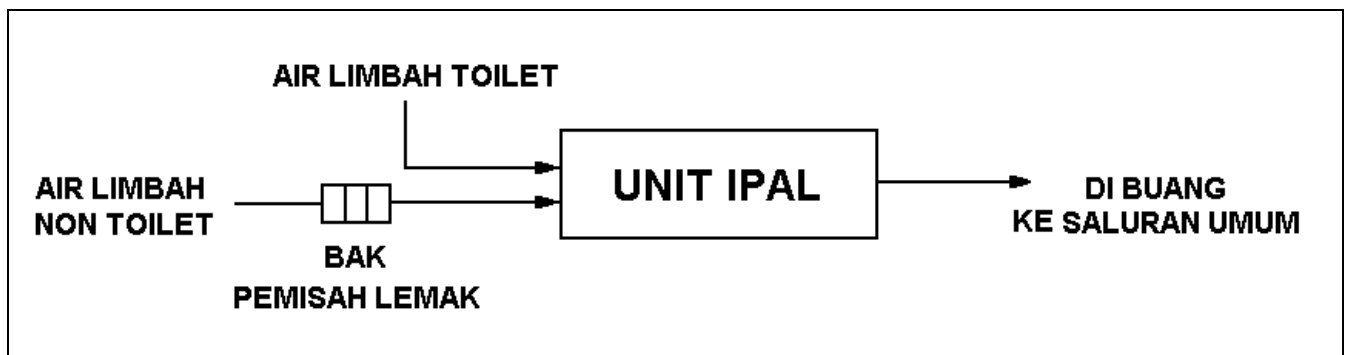 AIR LIMBAH TOILET
AIR LIMBAH
NON TOILET
BAK
PEMISAH LEMAK
UNIT IPAL
DI BUANG
KE SALURAN UMUM